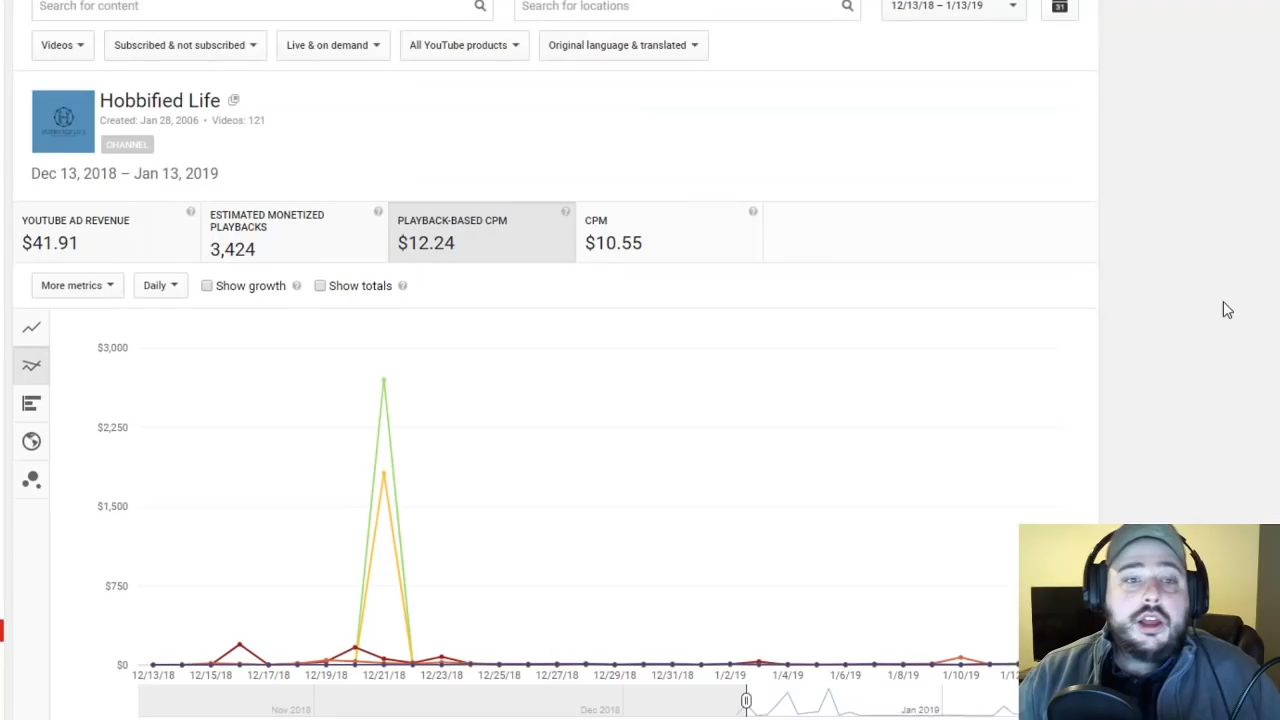 Search for content
Search for locations
12/13/18 – 1/13/19
31
Videos
Subscribed & not subscribed
Live & on demand
All YouTube products
Original language & translated
Hobbified Life
Created: Jan 28, 2006 • Videos: 121
CHANNEL
Dec 13, 2018 – Jan 13, 2019
YOUTUBE AD REVENUE
$41.91
ESTIMATED MONETIZED
PLAYBACKS
3,424
PLAYBACK-BASED CPM
$12.24
CPM
$10.55
More metrics
Daily
Show growth
Show totals
$3,000
$2,250
$1,500
$750
$0
12/13/18 12/15/18 12/17/18 12/19/18 12/21/18 12/23/18 12/25/18 12/27/18 12/29/18 12/31/18 1/2/19 1/4/19 1/6/19 1/8/19 1/10/19
Nov 2018 Dec 2018 Jan 2019